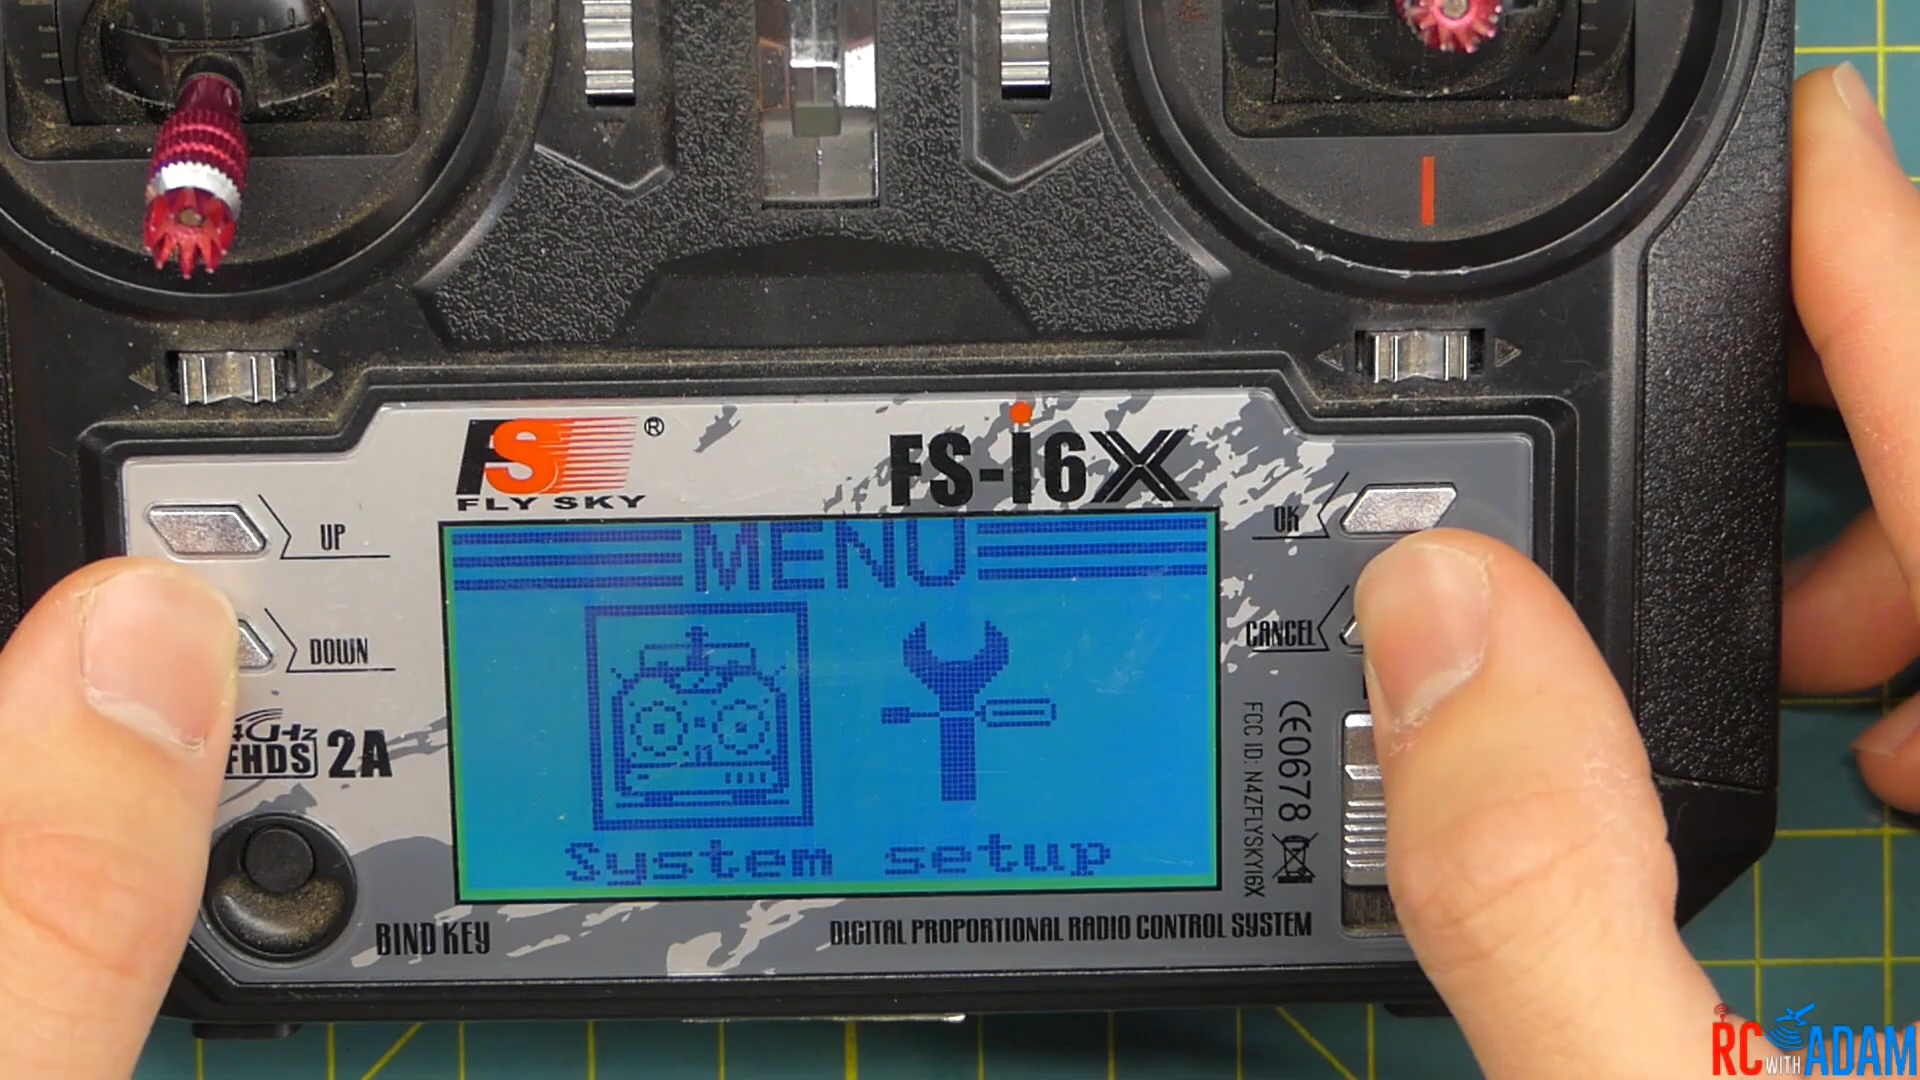 FS ®
FLY SKY
FS-i6X
UP
OK
MENU
DOWN
CANCEL
FHDS 2A
System setup
CE0678
FCC ID: N4ZFLYSKYI6X
BIND KEY
DIGITAL PROPORTIONAL RADIO CONTROL SYSTEM
RC WITH ADAM